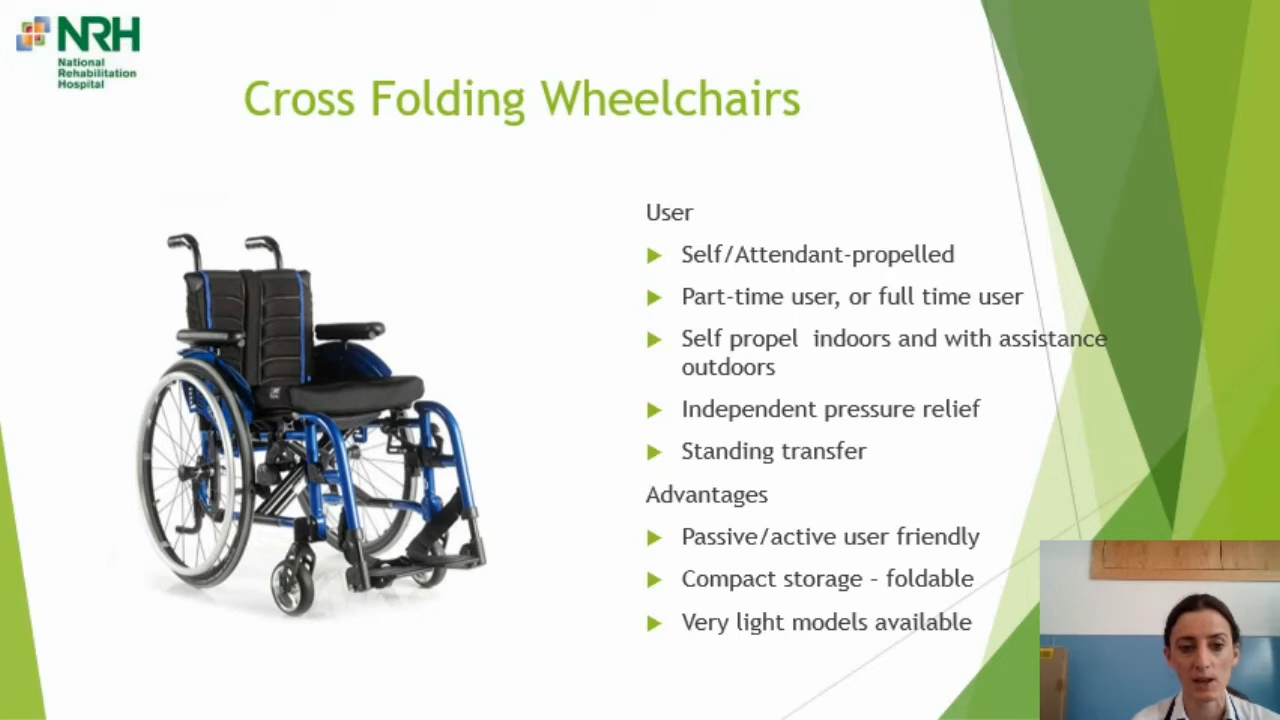 NRH
National
Rehabilitation
Hospital
Cross Folding Wheelchairs
User
Self/Attendant-propelled
Part-time user, or full time user
Self propel  indoors and with assistance
outdoors
Independent pressure relief
Standing transfer
Advantages
Passive/active user friendly
Compact storage – foldable
Very light models available